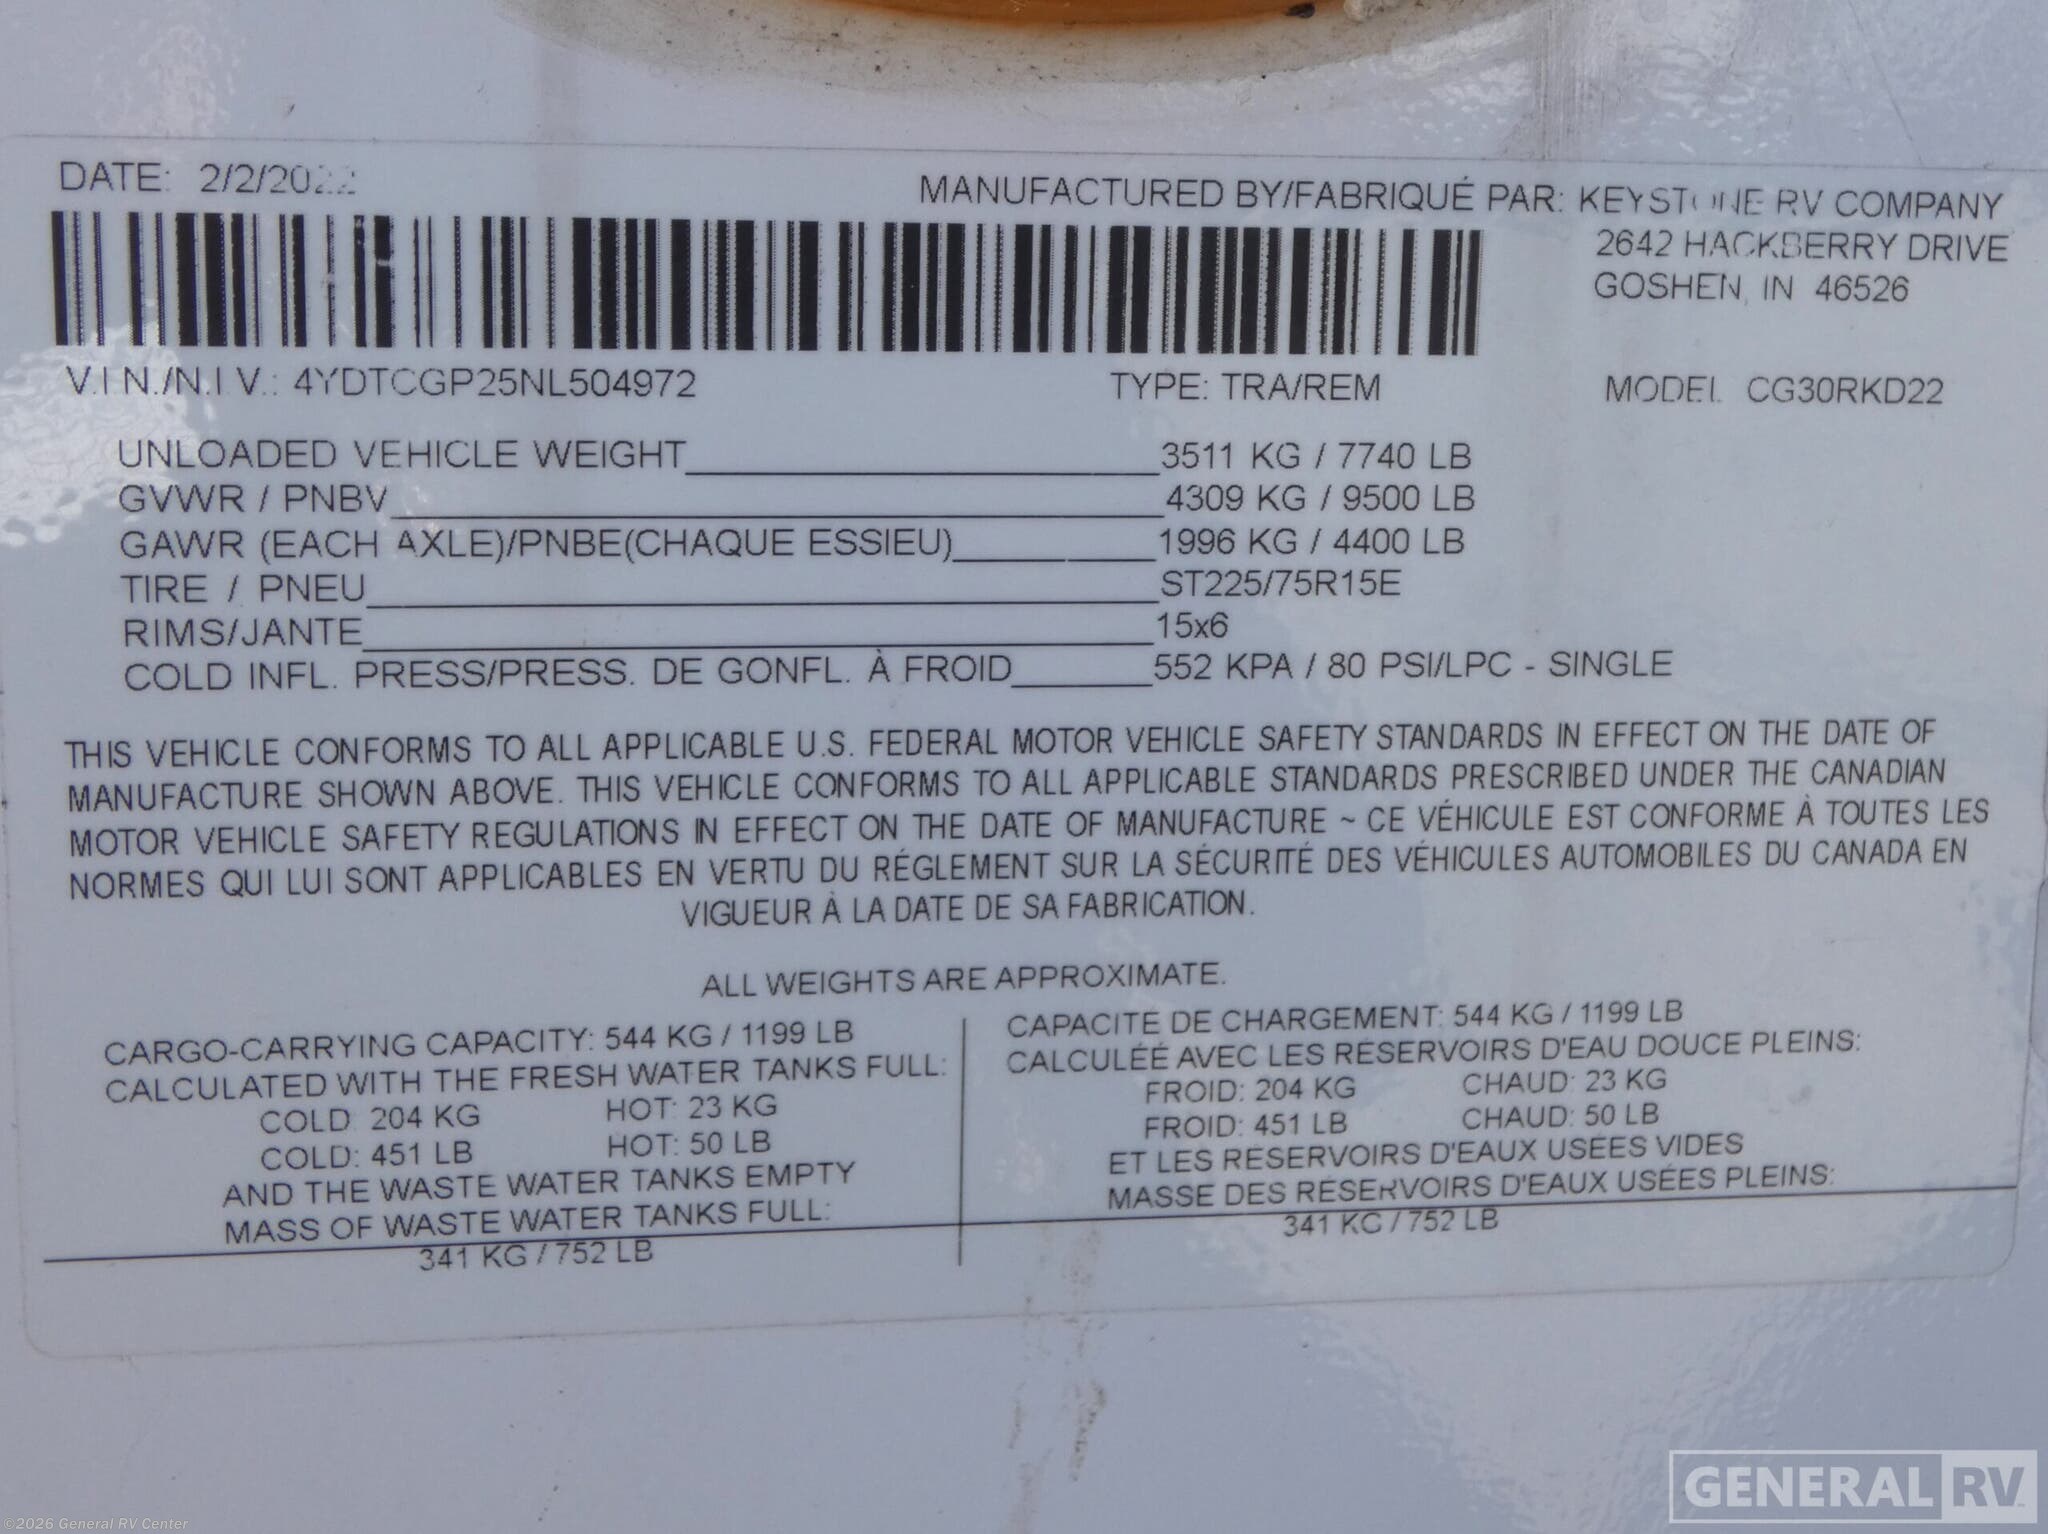 DATE: 2/2/2022
MANUFACTURED BY/FABRIQUÉ PAR: KEYSTONE RV COMPANY
2642 HACKBERRY DRIVE
GOSHEN, IN 46526
V.I.N./N.I.V.: 4YDTCGP25NL504972 TYPE: TRA/REM MODEL CG30RKD22
UNLOADED VEHICLE WEIGHT 3511 KG / 7740 LB
GVWR / PNBV 4309 KG / 9500 LB
GAWR (EACH AXLE)/PNBE(CHAQUE ESSIEU) 1996 KG / 4400 LB
TIRE / PNEU ST225/75R15E
RIMS/JANTE 15x6
COLD INFL. PRESS/PRESS. DE GONFL. À FROID 552 KPA / 80 PSI/LPC - SINGLE
THIS VEHICLE CONFORMS TO ALL APPLICABLE U.S. FEDERAL MOTOR VEHICLE SAFETY STANDARDS IN EFFECT ON THE DATE OF
MANUFACTURE SHOWN ABOVE. THIS VEHICLE CONFORMS TO ALL APPLICABLE STANDARDS PRESCRIBED UNDER THE CANADIAN
MOTOR VEHICLE SAFETY REGULATIONS IN EFFECT ON THE DATE OF MANUFACTURE ~ CE VÉHICULE EST CONFORME À TOUTES LES
NORMES QUI LUI SONT APPLICABLES EN VERTU DU RÉGLEMENT SUR LA SÉCURITÉ DES VÉHICULES AUTOMOBILES DU CANADA EN
VIGUEUR À LA DATE DE SA FABRICATION.
ALL WEIGHTS ARE APPROXIMATE.
CARGO-CARRYING CAPACITY: 544 KG / 1199 LB
CALCULATED WITH THE FRESH WATER TANKS FULL:
COLD: 204 KG HOT: 23 KG
COLD: 451 LB HOT: 50 LB
AND THE WASTE WATER TANKS EMPTY
MASS OF WASTE WATER TANKS FULL:
341 KG / 752 LB
CAPACITÉ DE CHARGEMENT: 544 KG / 1199 LB
CALCULÉE AVEC LES RÉSERVOIRS D'EAU DOUCE PLEINS:
FROID: 204 KG CHAUD: 23 KG
FROID: 451 LB CHAUD: 50 LB
ET LES RÉSERVOIRS D'EAUX USÉES VIDES
MASSE DES RÉSERVOIRS D'EAUX USÉES PLEINS:
341 KG / 752 LB
GENERAL RV
©2026 General RV Center